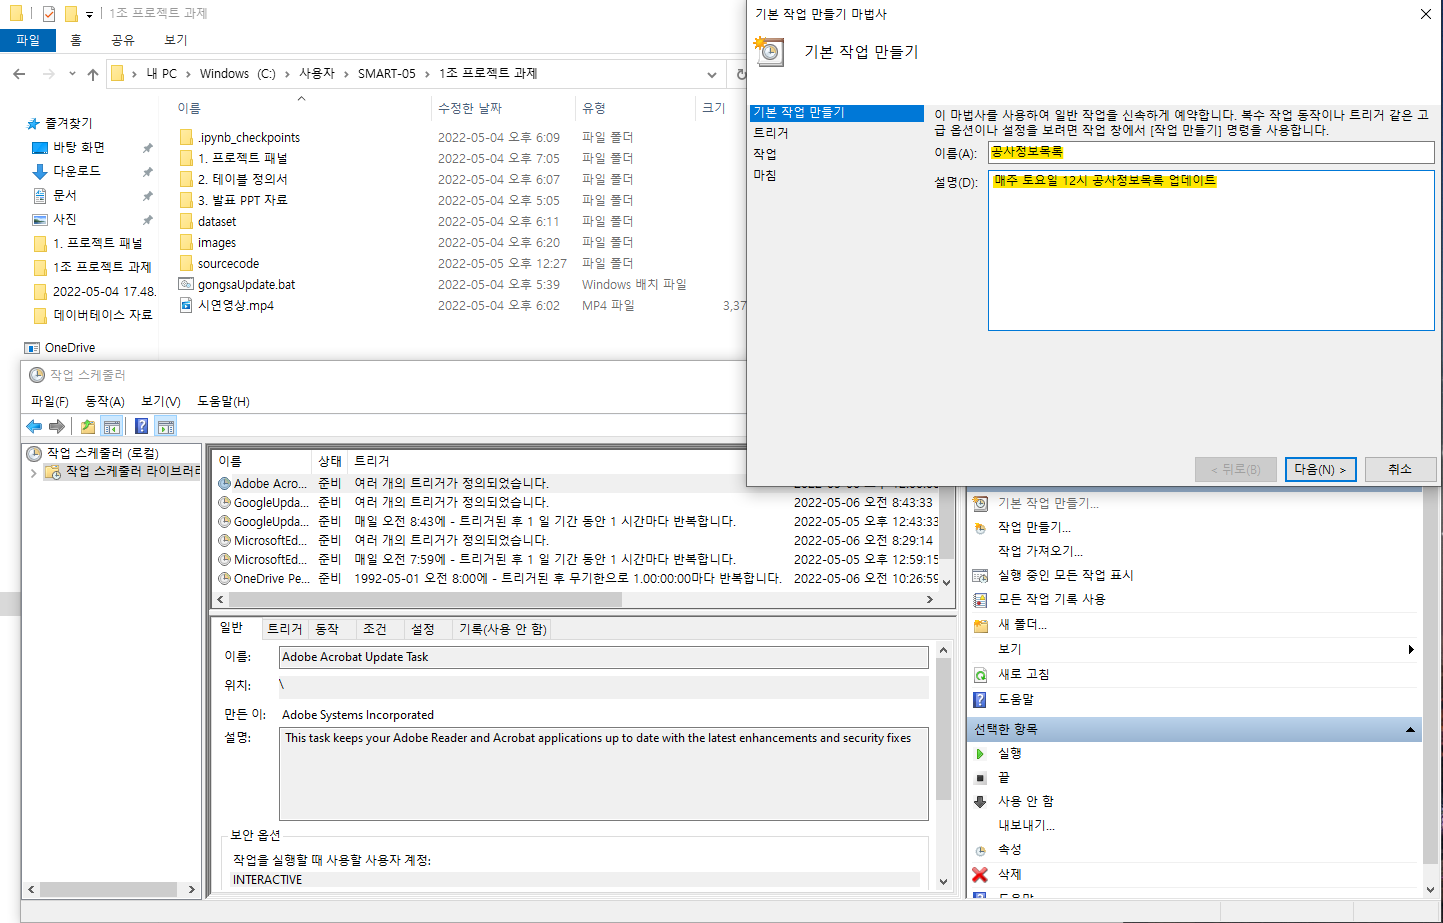 1조 프로젝트 과제
파일 홈 공유 보기
내 PC > Windows (C:) > 사용자 > SMART-05 > 1조 프로젝트 과제
즐겨찾기
바탕 화면
다운로드
문서
사진
1. 프로젝트 패널
1조 프로젝트 과제
2022-05-04 17.48.
데이버테이스 자료
OneDrive
이름 수정한 날짜 유형 크기
.ipynb_checkpoints 2022-05-04 오후 6:09 파일 폴더
1. 프로젝트 패널 2022-05-04 오후 7:05 파일 폴더
2. 테이블 정의서 2022-05-04 오후 6:07 파일 폴더
3. 발표 PPT 자료 2022-05-04 오후 5:05 파일 폴더
dataset 2022-05-04 오후 6:11 파일 폴더
images 2022-05-04 오후 6:20 파일 폴더
sourcecode 2022-05-05 오후 12:27 파일 폴더
gongsaUpdate.bat 2022-05-04 오후 5:39 Windows 배치 파일
시연영상.mp4 2022-05-04 오후 6:02 MP4 파일 3,37
기본 작업 만들기 마법사
기본 작업 만들기
기본 작업 만들기
트리거
작업
마침
이 마법사를 사용하여 일반 작업을 신속하게 예약합니다. 복수 작업 동작이나 트리거 같은 고
급 옵션이나 설정을 보려면 작업 창에서 [작업 만들기] 명령을 사용합니다.
이름(A): 공사정보목록
설명(D): 매주 토요일 12시 공사정보목록 업데이트
< 뒤로(B) 다음(N) > 취소
작업 스케줄러
파일(F) 동작(A) 보기(V) 도움말(H)
작업 스케줄러 (로컬)
작업 스케줄러 라이브러리
이름 상태 트리거
Adobe Acro... 준비 여러 개의 트리거가 정의되었습니다.
GoogleUpda... 준비 여러 개의 트리거가 정의되었습니다. 2022-05-06 오전 8:43:33
GoogleUpda... 준비 매일 오전 8:43에 - 트리거된 후 1 일 기간 동안 1 시간마다 반복합니다. 2022-05-05 오후 12:43:33
MicrosoftEd... 준비 여러 개의 트리거가 정의되었습니다. 2022-05-06 오전 8:29:14
MicrosoftEd... 준비 매일 오전 7:59에 - 트리거된 후 1 일 기간 동안 1 시간마다 반복합니다. 2022-05-05 오후 12:59:15
OneDrive Pe... 준비 1992-05-01 오전 8:00에 - 트리거된 후 무기한으로 1.00:00:00마다 반복합니다. 2022-05-06 오전 10:26:59
일반 트리거 동작 조건 설정 기록(사용 안 함)
이름: Adobe Acrobat Update Task
위치: \
만든 이: Adobe Systems Incorporated
설명: This task keeps your Adobe Reader and Acrobat applications up to date with the latest enhancements and security fixes
보안 옵션
작업을 실행할 때 사용할 사용자 계정:
INTERACTIVE
기본 작업 만들기...
작업 만들기...
작업 가져오기...
실행 중인 모든 작업 표시
모든 작업 기록 사용
새 폴더...
보기
새로 고침
도움말
선택한 항목
실행
끝
사용 안 함
내보내기...
속성
삭제